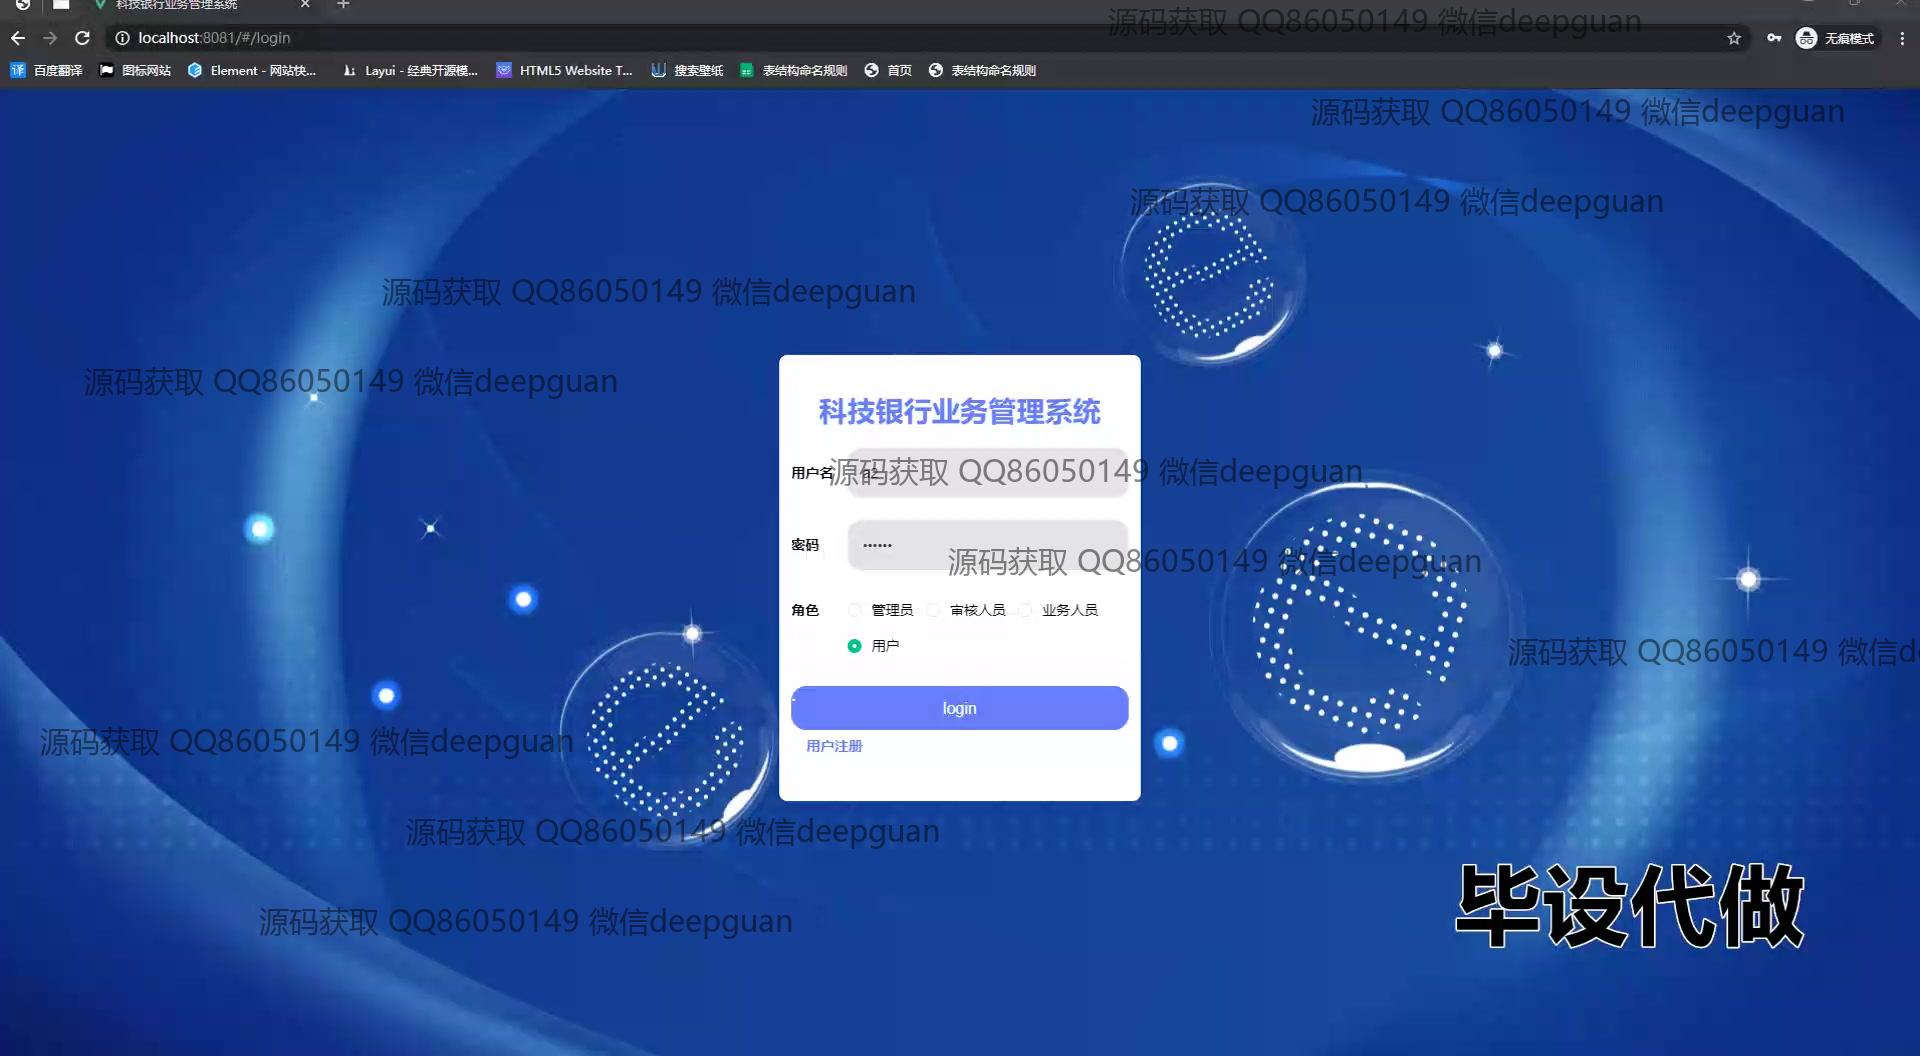 科技银行业务管理系统
localhost:8081/#/login
无痕模式
百度翻译
图标网站
Element - 网站快...
Layui - 经典开源模...
HTML5 Website T...
搜索壁纸
表结构命名规则
首页
表结构命名规则
源码获取 QQ86050149 微信deepguan
源码获取 QQ86050149 微信deepguan
源码获取 QQ86050149 微信deepguan
源码获取 QQ86050149 微信deepguan
源码获取 QQ86050149 微信deepguan
科技银行业务管理系统
用户名
源码获取 QQ86050149 微信deepguan
密码
••••••
源码获取 QQ86050149 微信deepguan
角色
管理员
审核人员
业务人员
用户
源码获取 QQ86050149 微信d
login
用户注册
源码获取 QQ86050149 微信deepguan
源码获取 QQ86050149 微信deepguan
毕设代做
源码获取 QQ86050149 微信deepguan